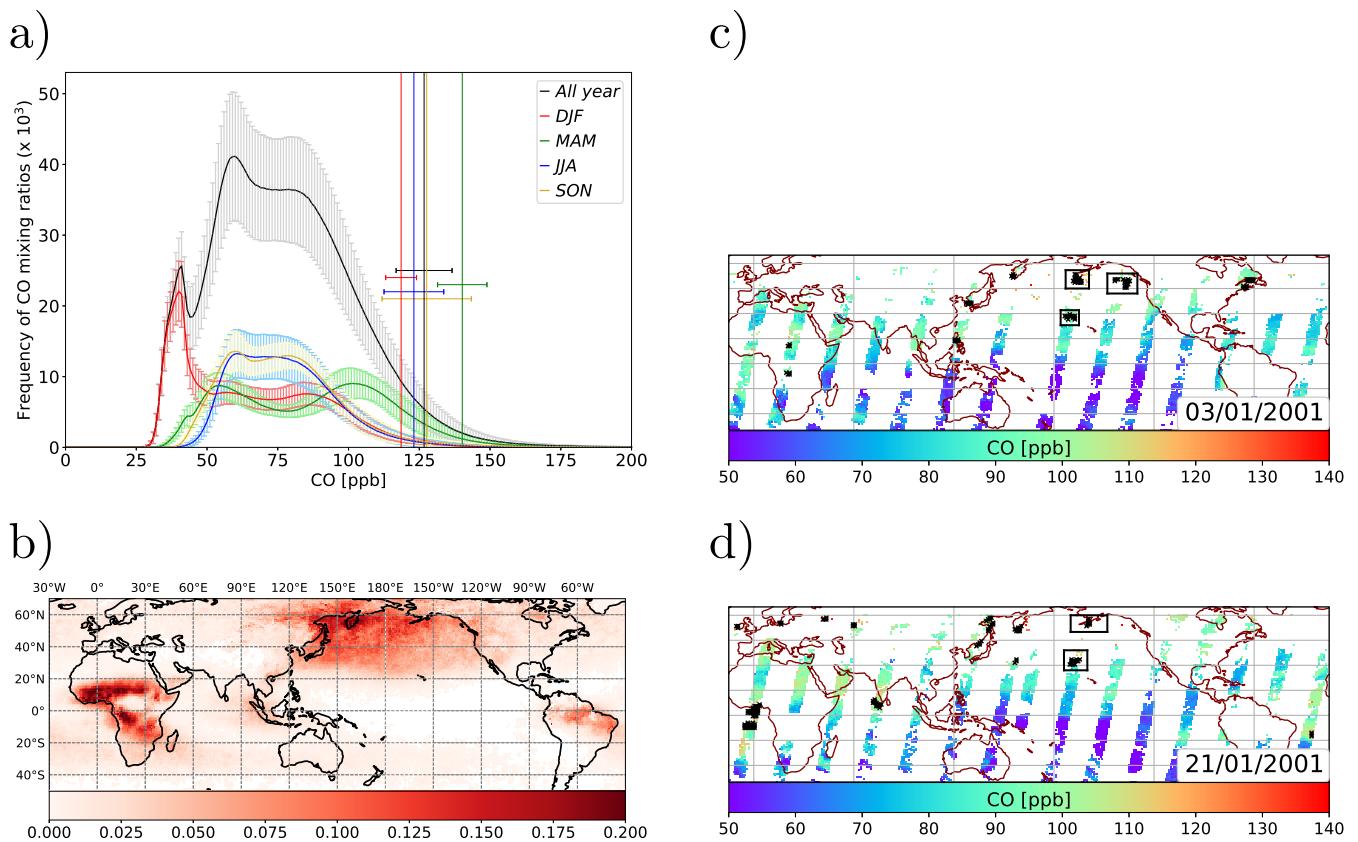 a)
Frequency of CO mixing ratios (x 10³)
50
40
30
20
10
0
0 25 50 75 100 125 150 175 200
CO [ppb]
All year
DJF
MAM
JJA
SON
b)
30°W 0° 30°E 60°E 90°E 120°E 150°E 180°E 150°W 120°W 90°W 60°W
60°N
40°N
20°N
0°
20°S
40°S
0.000 0.025 0.050 0.075 0.100 0.125 0.150 0.175 0.200
c)
03/01/2001
CO [ppb]
50 60 70 80 90 100 110 120 130 140
d)
21/01/2001
CO [ppb]
50 60 70 80 90 100 110 120 130 140